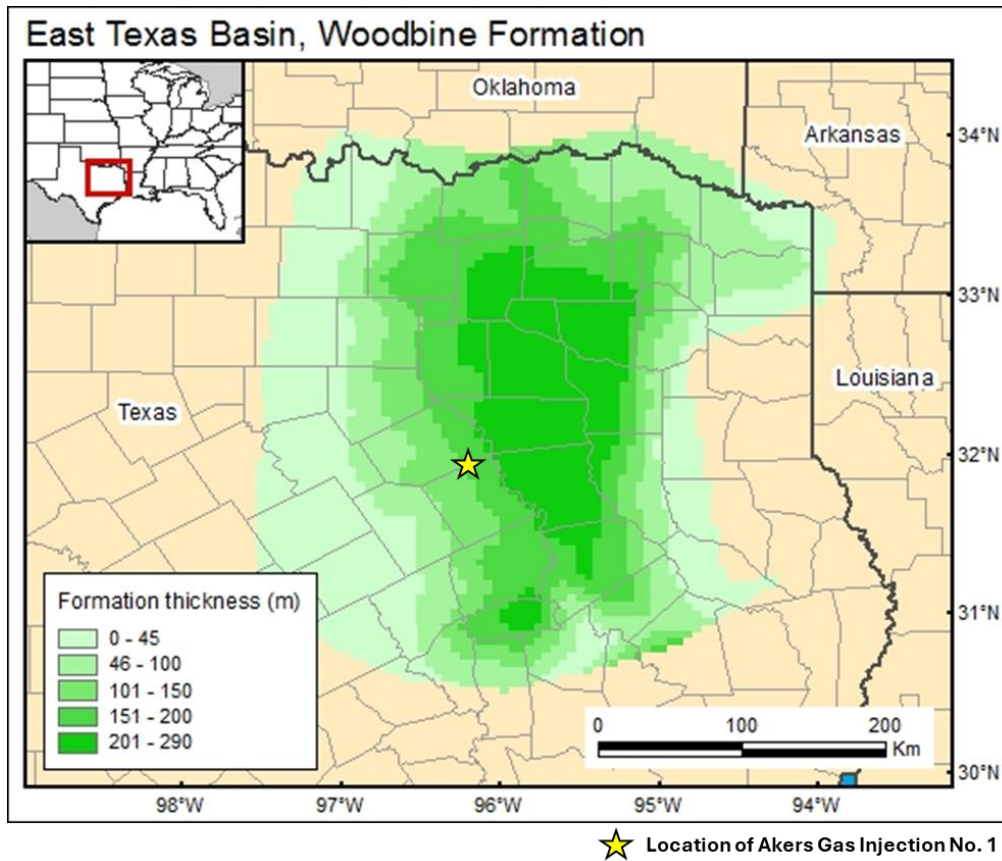 East Texas Basin, Woodbine Formation
Oklahoma
Arkansas
34°N
33°N
Louisiana
Texas
32°N
Formation thickness (m)
0 - 45
46 - 100
101 - 150
151 - 200
201 - 290
31°N
0 100 200
Km
30°N
98°W 97°W 96°W 95°W 94°W
Location of Akers Gas Injection No. 1